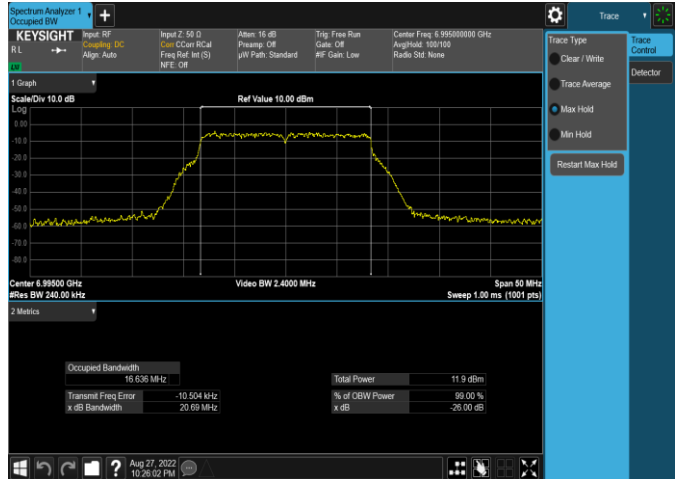 Spectrum Analyzer 1
Occupied BW
Trace
KEYSIGHT
Input: RF
Input Z: 50 Ω
Atten: 16 dB
Trig: Free Run
Center Freq: 6.995000000 GHz
R L
Coupling: DC
Corr CCorr RCal
Preamp: Off
Gate: Off
Avg|Hold: 100/100
Align: Auto
Freq Ref: Int (S)
µW Path: Standard
#IF Gain: Low
Radio Std: None
NFE: Off
Trace Type
Clear / Write
Trace Average
Max Hold
Min Hold
Restart Max Hold
Trace
Control
Detector
1 Graph
Scale/Div 10.0 dB
Ref Value 10.00 dBm
Log
0.00
-10.0
-20.0
-30.0
-40.0
-50.0
-60.0
-70.0
-80.0
Center 6.99500 GHz
Video BW 2.4000 MHz
Span 50 MHz
#Res BW 240.00 kHz
Sweep 1.00 ms (1001 pts)
2 Metrics
Occupied Bandwidth
16.636 MHz
Total Power
11.9 dBm
Transmit Freq Error
-10.504 kHz
% of OBW Power
99.00 %
x dB Bandwidth
20.69 MHz
x dB
-26.00 dB
Aug 27, 2022
10:26:02 PM